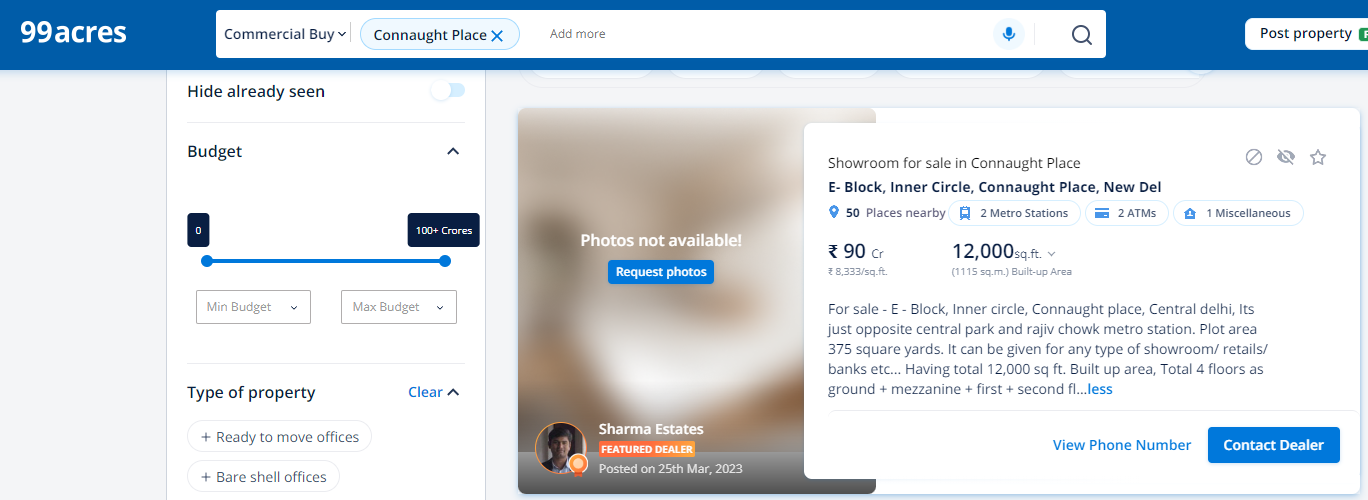 99acres
Commercial Buy
Connaught Place
Add more
Post property
Hide already seen
Budget
0
100+ Crores
Min Budget
Max Budget
Type of property
Clear
+ Ready to move offices
+ Bare shell offices
Photos not available!
Request photos
Sharma Estates
FEATURED DEALER
Posted on 25th Mar, 2023
Showroom for sale in Connaught Place
E- Block, Inner Circle, Connaught Place, New Del
50 Places nearby
2 Metro Stations
2 ATMs
1 Miscellaneous
₹ 90 Cr
₹ 8,333/sq.ft.
12,000sq.ft.
(1115 sq.m.) Built-up Area
For sale - E - Block, Inner circle, Connaught place, Central delhi, Its
just opposite central park and rajiv chowk metro station. Plot area
375 square yards. It can be given for any type of showroom/ retails/
banks etc... Having total 12,000 sq ft. Built up area, Total 4 floors as
ground + mezzanine + first + second fl...less
View Phone Number
Contact Dealer